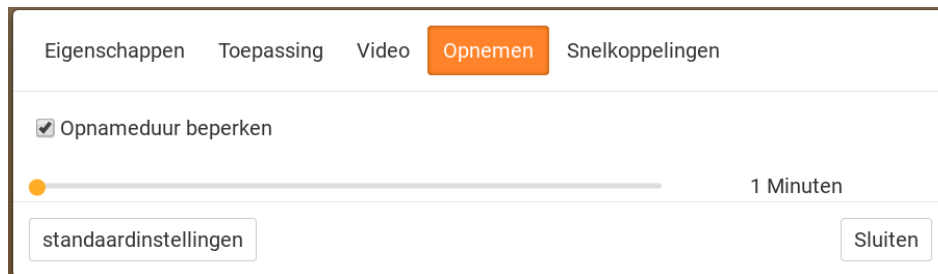 Eigenschappen Toepassing Video Opnemen Snelkoppelingen
Opnameduur beperken
1 Minuten
standaardinstellingen Sluiten